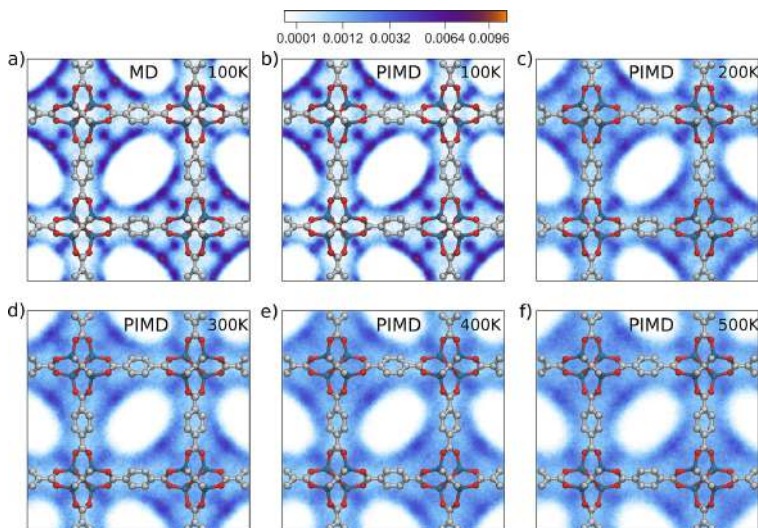 0.0001 0.0012 0.0032 0.0064 0.0096
a) MD 100K
b) PIMD 100K
c) PIMD 200K
d) PIMD 300K
e) PIMD 400K
f) PIMD 500K